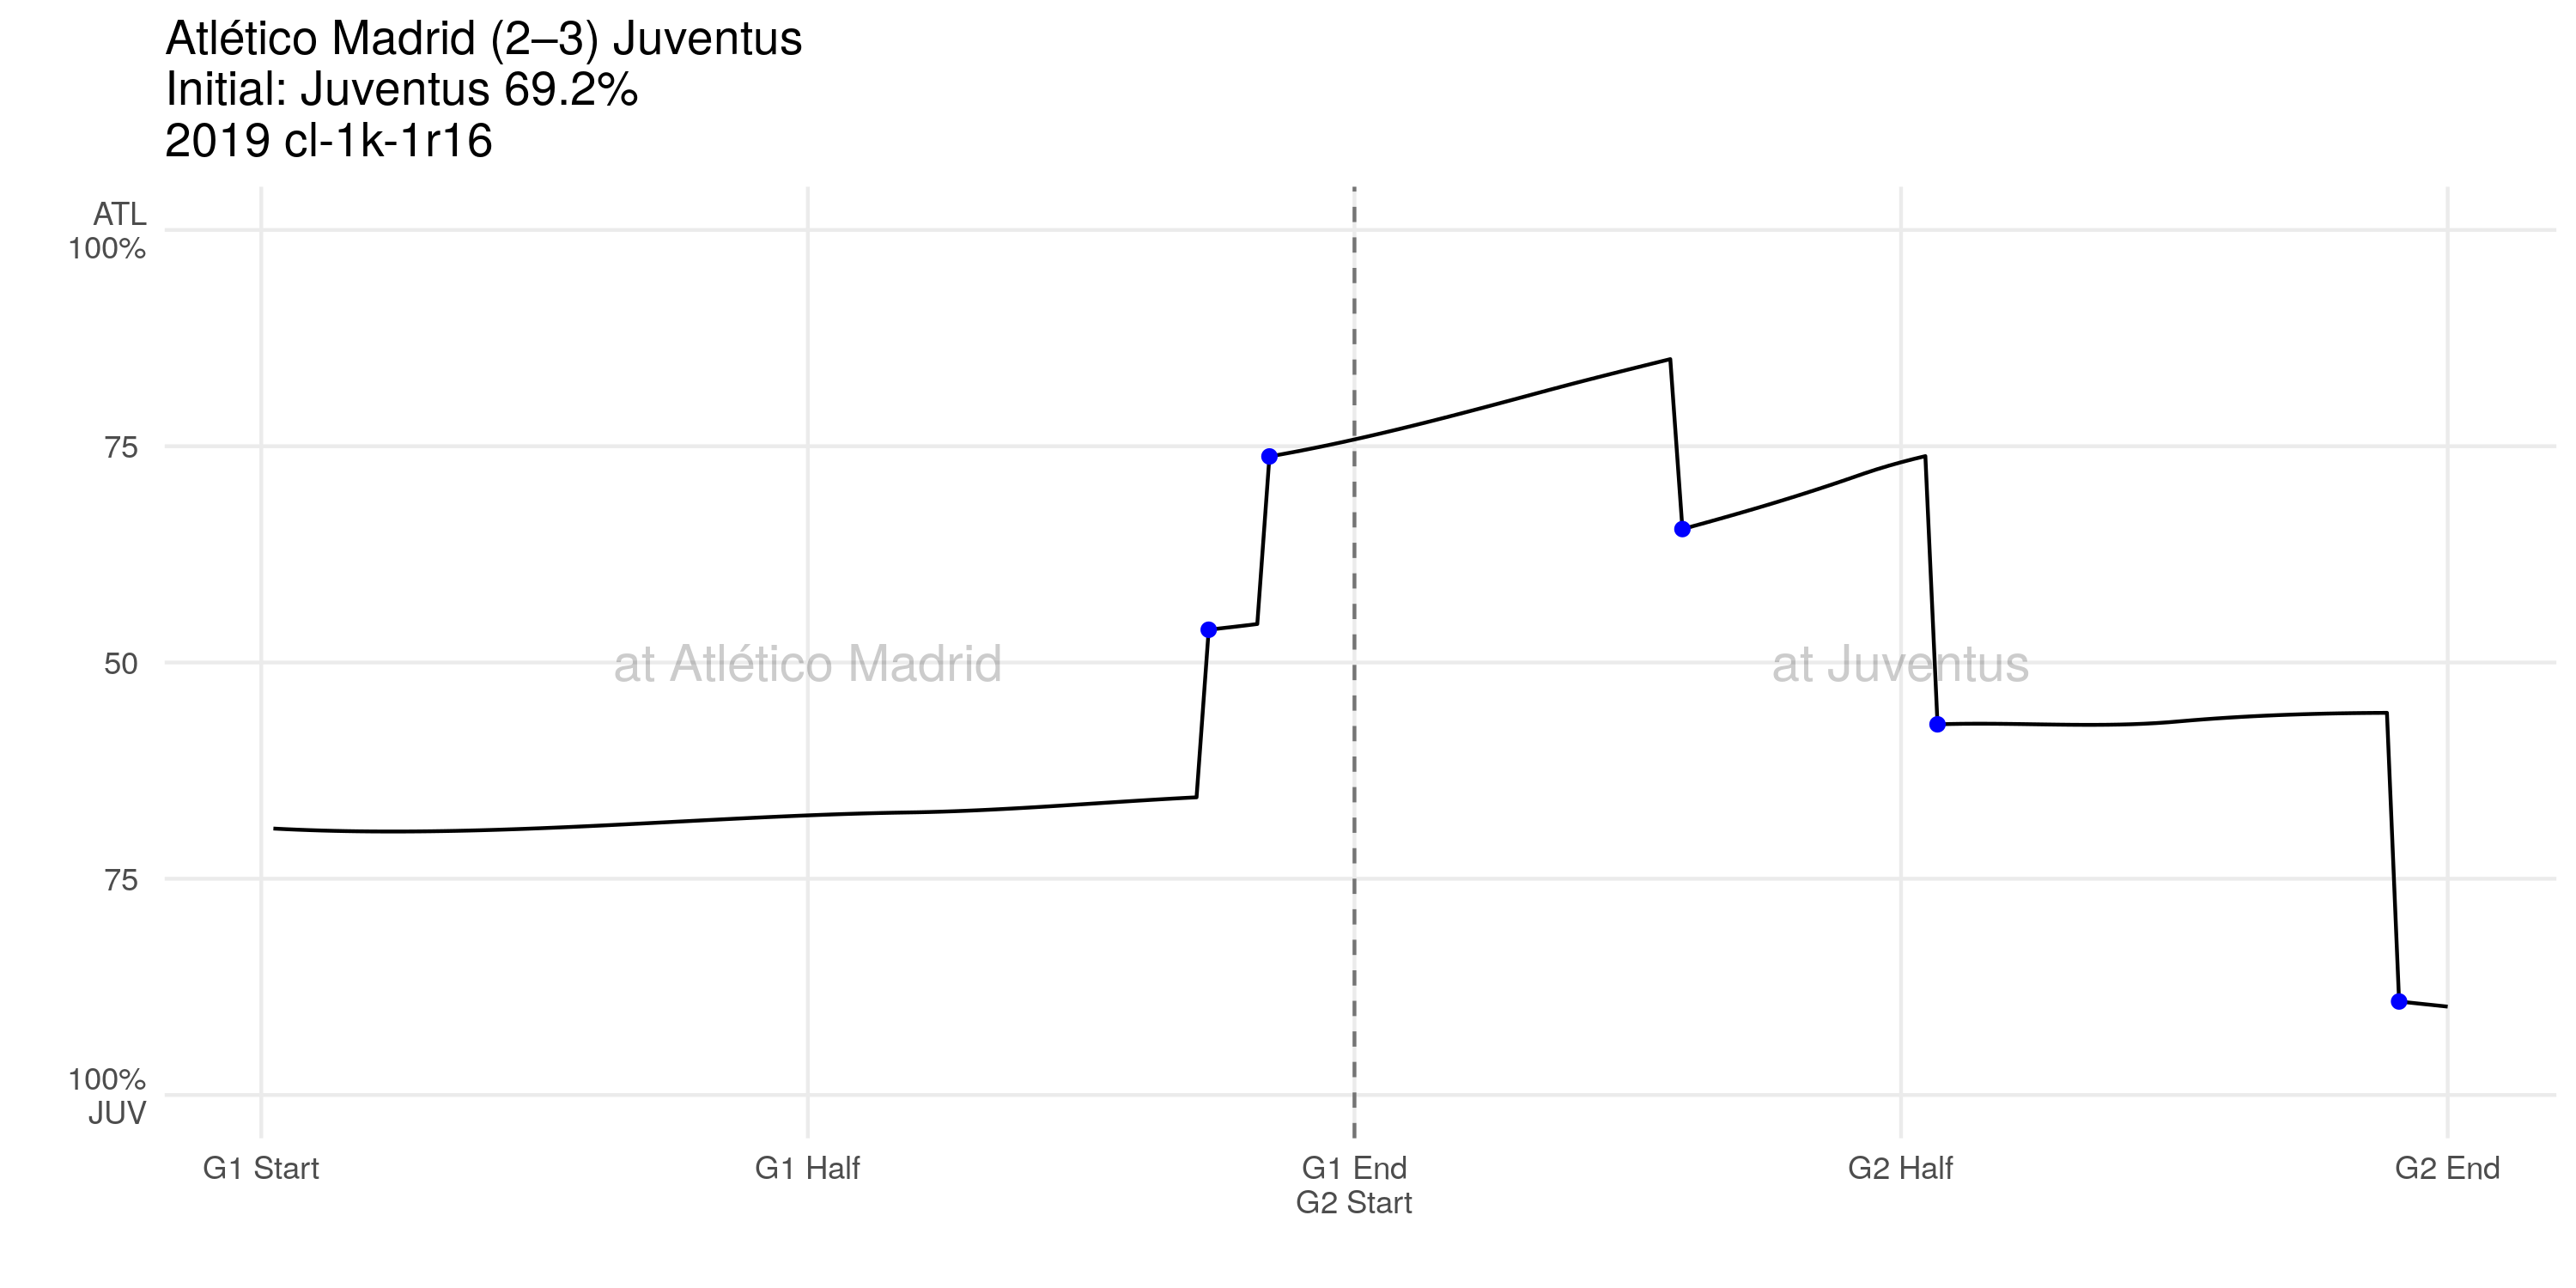 Atlético Madrid (2–3) Juventus
Initial: Juventus 69.2%
2019 cl-1k-1r16
ATL
100%
75
50
75
100%
JUV
at Atlético Madrid
at Juventus
G1 Start
G1 Half
G1 End
G2 Start
G2 Half
G2 End